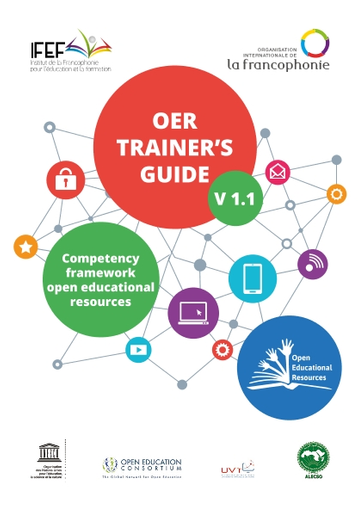 IFEF
Institut de la Francophonie
pour l'éducation et la formation
ORGANISATION
INTERNATIONALE DE
la francophonie
OER
TRAINER'S
GUIDE
V 1.1
Competency
framework
open educational
resources
Open
Educational
Resources
OPEN EDUCATION
CONSORTIUM
The Global Network for Open Education
UVT
ALECSO